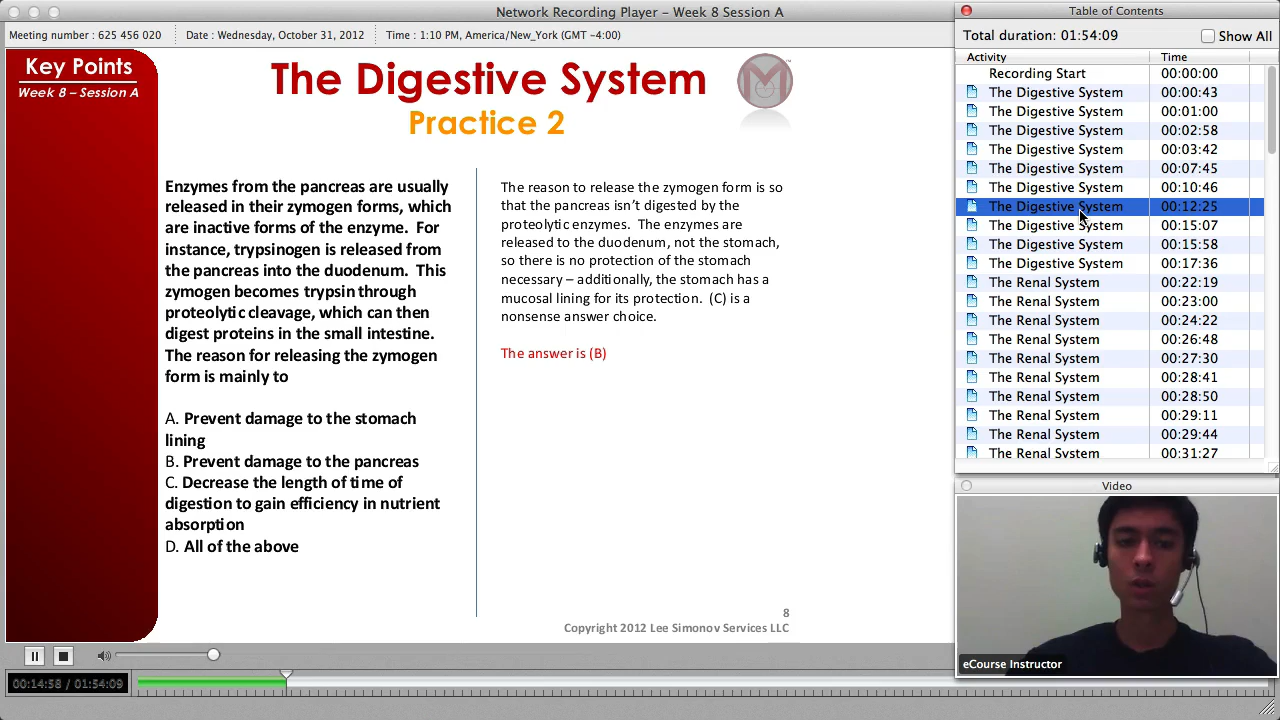 Network Recording Player – Week 8 Session A
Meeting number : 625 456 020
Date : Wednesday, October 31, 2012
Time : 1:10 PM, America/New_York (GMT -4:00)
Key Points
Week 8 – Session A
The Digestive System
Practice 2
Enzymes from the pancreas are usually
released in their zymogen forms, which
are inactive forms of the enzyme.  For
instance, trypsinogen is released from
the pancreas into the duodenum.  This
zymogen becomes trypsin through
proteolytic cleavage, which can then
digest proteins in the small intestine.
The reason for releasing the zymogen
form is mainly to
A. Prevent damage to the stomach
lining
B. Prevent damage to the pancreas
C. Decrease the length of time of
digestion to gain efficiency in nutrient
absorption
D. All of the above
The reason to release the zymogen form is so
that the pancreas isn’t digested by the
proteolytic enzymes.  The enzymes are
released to the duodenum, not the stomach,
so there is no protection of the stomach
necessary – additionally, the stomach has a
mucosal lining for its protection.  (C) is a
nonsense answer choice.
The answer is (B)
8
Copyright 2012 Lee Simonov Services LLC
00:14:58 / 01:54:09
Table of Contents
Total duration: 01:54:09
Show All
Activity Time
Recording Start 00:00:00
The Digestive System 00:00:43
The Digestive System 00:01:00
The Digestive System 00:02:58
The Digestive System 00:03:42
The Digestive System 00:07:45
The Digestive System 00:10:46
The Digestive System 00:12:25
The Digestive System 00:15:07
The Digestive System 00:15:58
The Digestive System 00:17:36
The Renal System 00:22:19
The Renal System 00:23:00
The Renal System 00:24:22
The Renal System 00:26:48
The Renal System 00:27:30
The Renal System 00:28:41
The Renal System 00:28:50
The Renal System 00:29:11
The Renal System 00:29:44
The Renal System 00:31:27
Video
eCourse Instructor